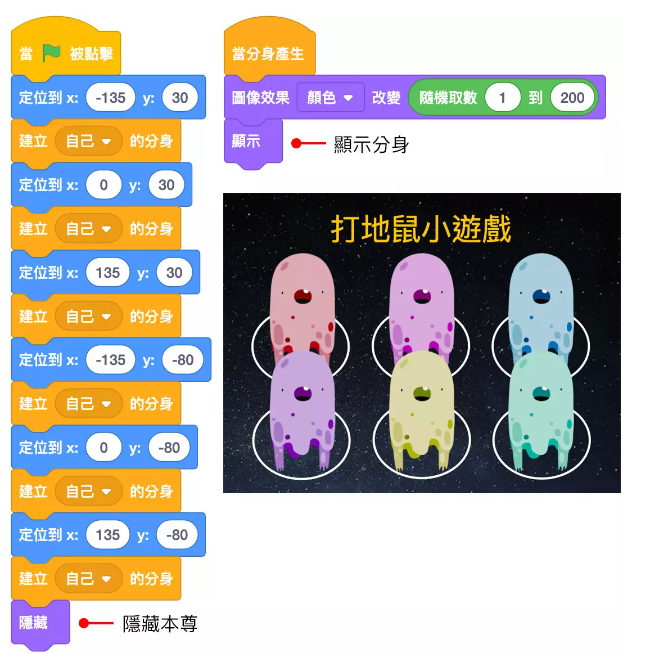 當 被點擊
定位到 x: -135 y: 30
建立 自己 的分身
定位到 x: 0 y: 30
建立 自己 的分身
定位到 x: 135 y: 30
建立 自己 的分身
定位到 x: -135 y: -80
建立 自己 的分身
定位到 x: 0 y: -80
建立 自己 的分身
定位到 x: 135 y: -80
建立 自己 的分身
隱藏
隱藏本尊
當分身產生
圖像效果 顏色 改變 隨機取數 1 到 200
顯示
顯示分身
打地鼠小遊戲